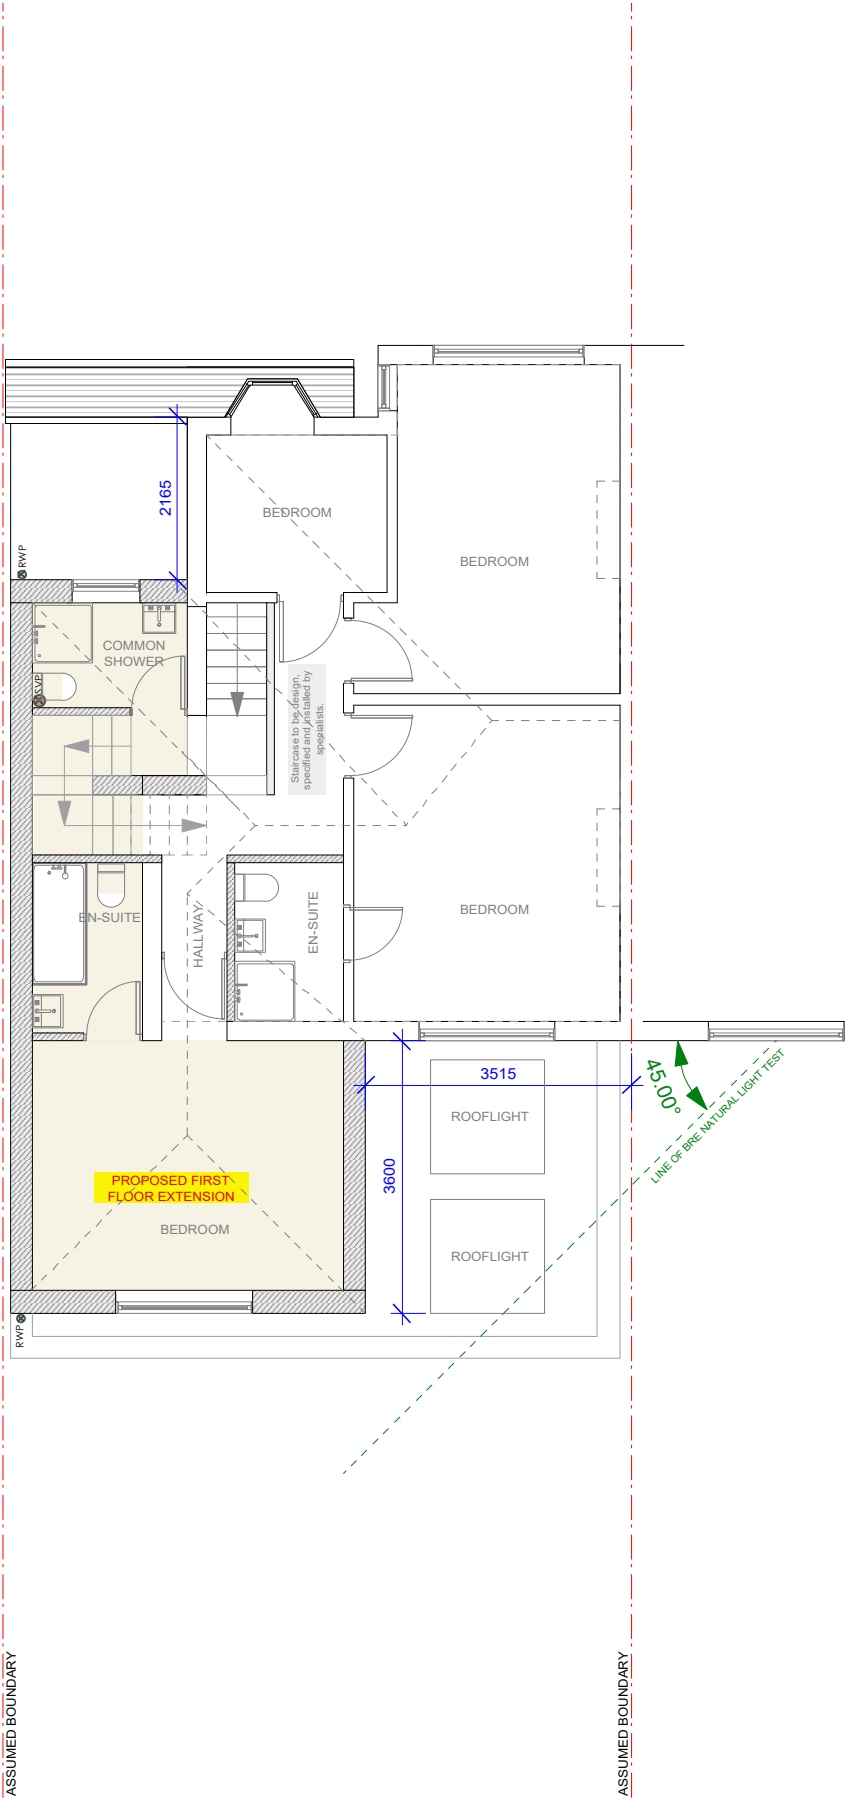 2165
RWP
BEDROOM
BEDROOM
COMMON
SHOWER
SVP
Staircase to be design,
specified and installed by
specialists.
EN-SUITE
HALLWAY
EN-SUITE
BEDROOM
3515
45.00°
LINE OF BRE NATURAL LIGHT TEST
ROOFLIGHT
3600
PROPOSED FIRST
FLOOR EXTENSION
BEDROOM
ROOFLIGHT
RWP
ASSUMED BOUNDARY
ASSUMED BOUNDARY